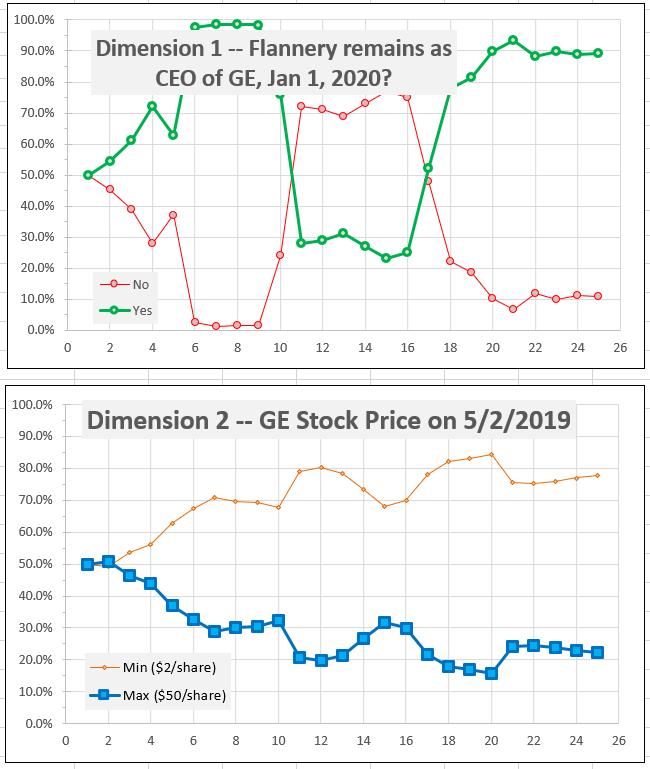 100.0%
90.0%
80.0%
70.0%
60.0%
50.0%
40.0%
30.0%
20.0%
10.0%
0.0%
Dimension 1 -- Flannery remains as
CEO of GE, Jan 1, 2020?
No
Yes
0 2 4 6 8 10 12 14 16 18 20 22 24 26
100.0%
90.0%
80.0%
70.0%
60.0%
50.0%
40.0%
30.0%
20.0%
10.0%
0.0%
Dimension 2 -- GE Stock Price on 5/2/2019
Min ($2/share)
Max ($50/share)
0 2 4 6 8 10 12 14 16 18 20 22 24 26